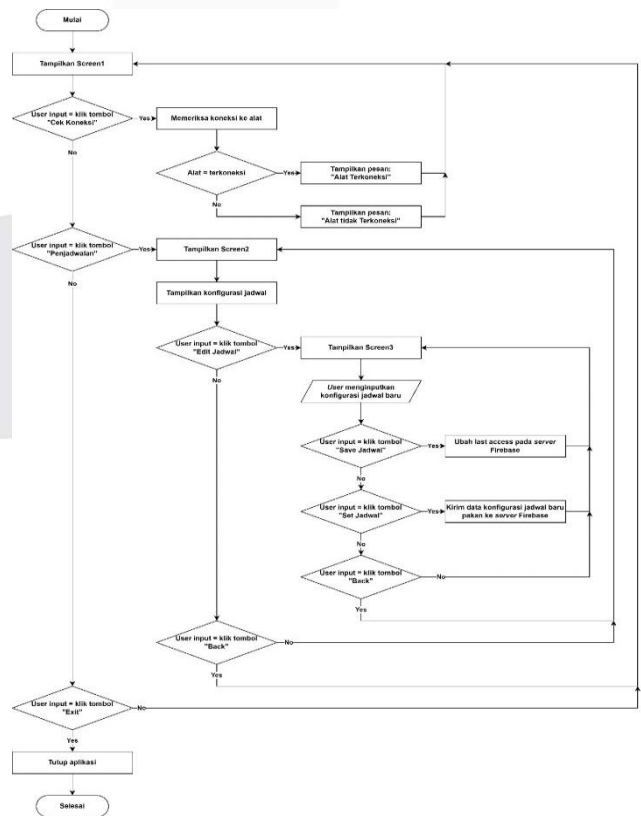 Mulai
Tampilkan Screen1
User input = klik tombol
"Cek Koneksi"
Yes
Memeriksa koneksi ke alat
No
Alat = terkoneksi
Yes
Tampilkan pesan:
"Alat Terkoneksi"
No
Tampilkan pesan:
"Alat tidak Terkoneksi"
User input = klik tombol
"Penjadwalan"
Yes
Tampilkan Screen2
No
Tampilkan konfigurasi jadwal
User input = klik tombol
"Edit Jadwal"
Yes
Tampilkan Screen3
No
User menginputkan
konfigurasi jadwal baru
User input = klik tombol
"Save Jadwal"
Yes
Ubah last access pada server
Firebase
No
User input = klik tombol
"Set Jadwal"
Yes
Kirim data konfigurasi jadwal baru
pakan ke server Firebase
No
User input = klik tombol
"Back"
No
Yes
User input = klik tombol
"Back"
No
Yes
User input = klik tombol
"Exit"
No
Yes
Tutup aplikasi
Selesai